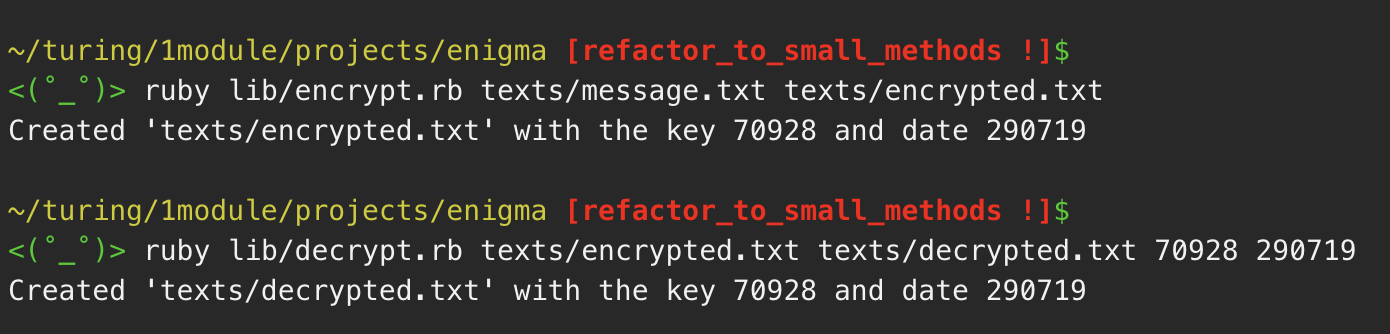 ~/turing/1module/projects/enigma [refactor_to_small_methods !]$
<(˚_˚)> ruby lib/encrypt.rb texts/message.txt texts/encrypted.txt
Created 'texts/encrypted.txt' with the key 70928 and date 290719
~/turing/1module/projects/enigma [refactor_to_small_methods !]$
<(˚_˚)> ruby lib/decrypt.rb texts/encrypted.txt texts/decrypted.txt 70928 290719
Created 'texts/decrypted.txt' with the key 70928 and date 290719